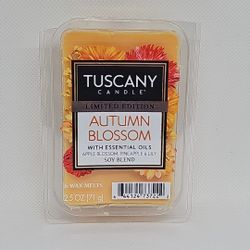 TUSCANY
CANDLE®
LIMITED EDITION
AUTUMN
BLOSSOM
WITH ESSENTIAL OILS
APPLE BLOSSOM, PINEAPPLE & LILY
SOY BLEND
6 WAX MELTS
2.5 OZ (71 g)